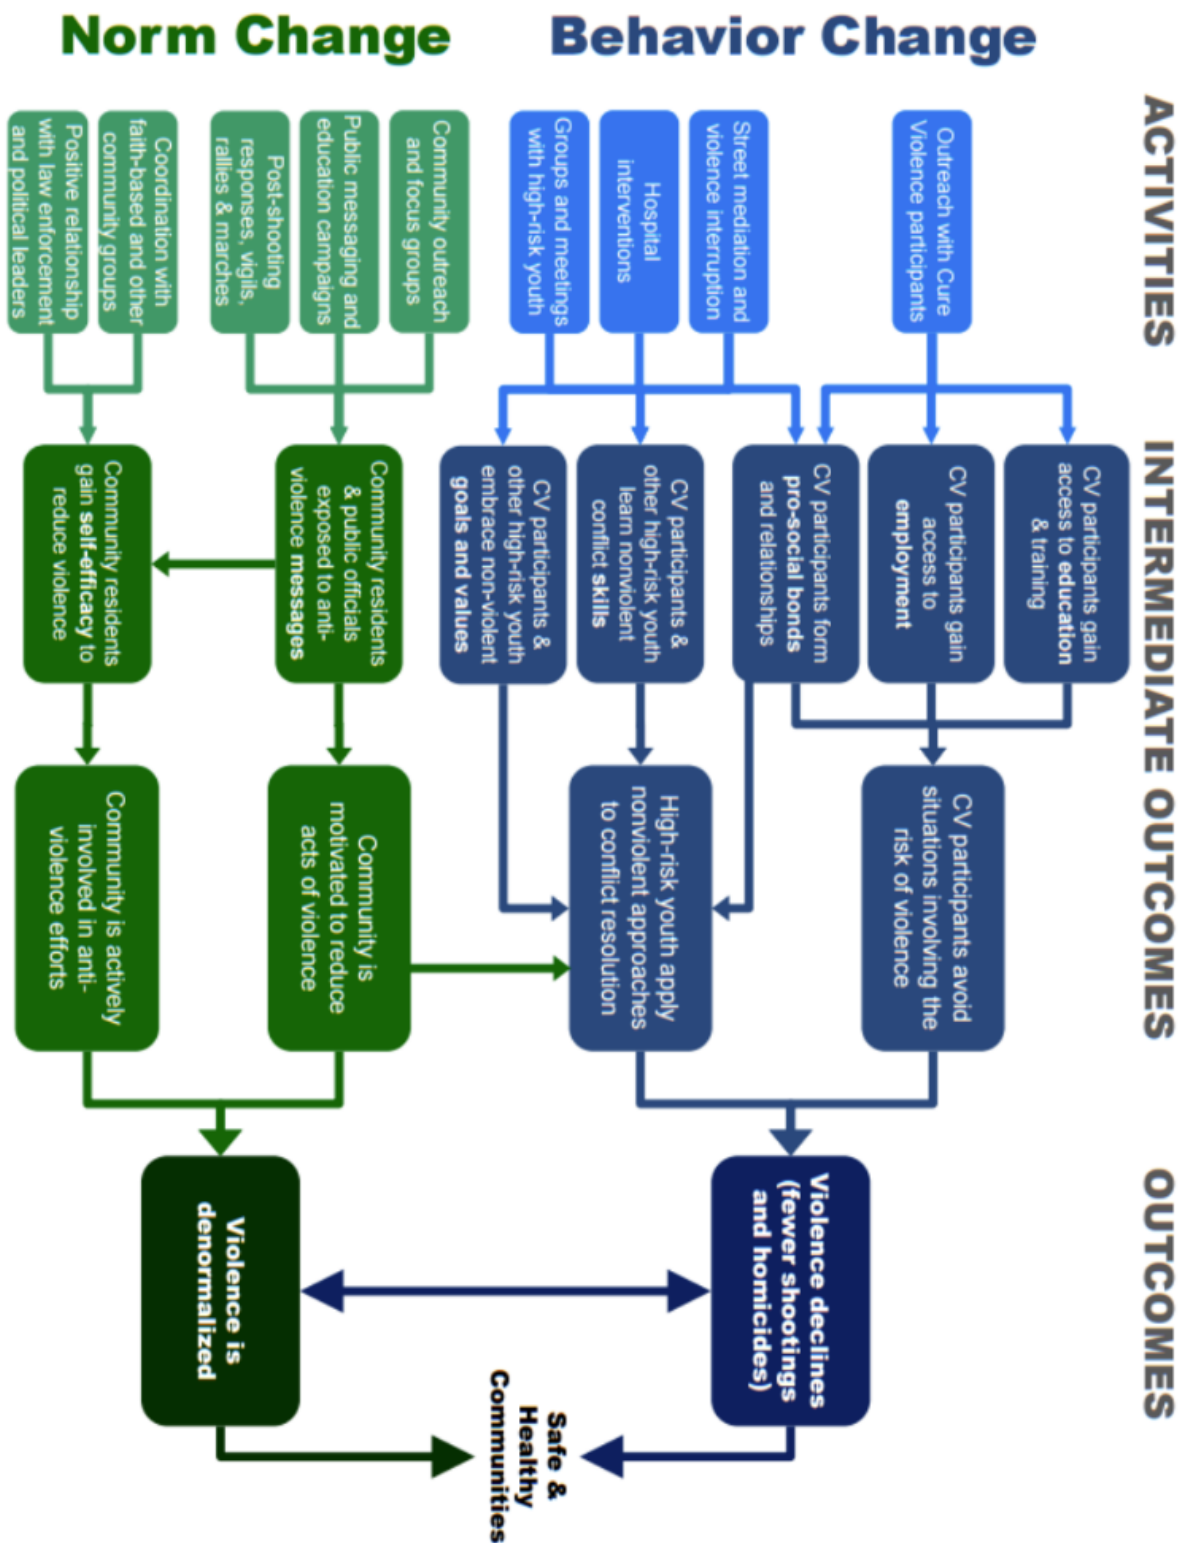 Norm Change
Behavior Change
ACTIVITIES
INTERMEDIATE OUTCOMES
OUTCOMES
Outreach with Cure
Violence participants
Street mediation and
violence interruption
Hospital
interventions
Groups and meetings
with high-risk youth
Community outreach
and focus groups
Public messaging and
education campaigns
Post-shooting
responses, vigils,
rallies & marches
Coordination with
faith-based and other
community groups
Positive relationship
with law enforcement
and political leaders
CV participants gain
access to education
& training
CV participants gain
access to
employment
CV participants form
pro-social bonds
and relationships
CV participants &
other high-risk youth
learn nonviolent
conflict skills
CV participants &
other high-risk youth
embrace non-violent
goals and values
Community residents
& public officials
exposed to anti-
violence messages
Community residents
gain self-efficacy to
reduce violence
CV participants avoid
situations involving the
risk of violence
High-risk youth apply
nonviolent approaches
to conflict resolution
Community is
motivated to reduce
acts of violence
Community is actively
involved in anti-
violence efforts
Violence declines
(fewer shootings
and homicides)
Violence is
denormalized
Safe &
Healthy
Communities